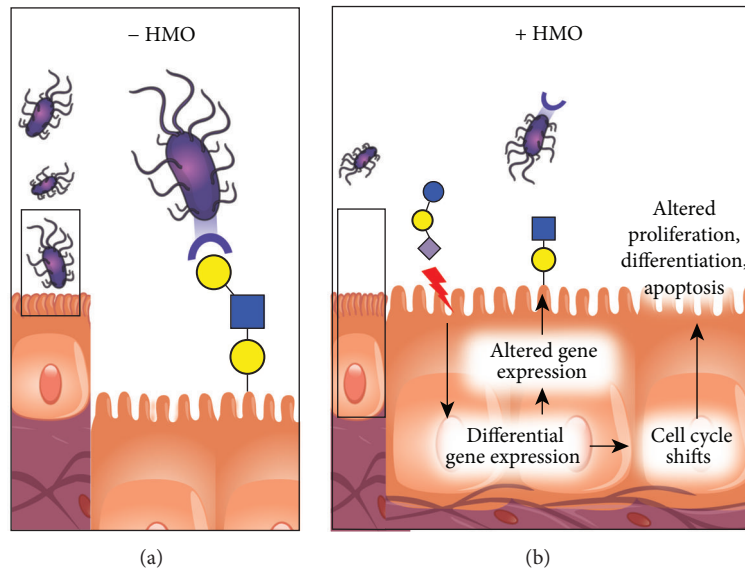 − HMO
+ HMO
Altered
proliferation,
differentiation,
apoptosis
Altered gene
expression
Differential
gene expression
Cell cycle
shifts
(a)
(b)